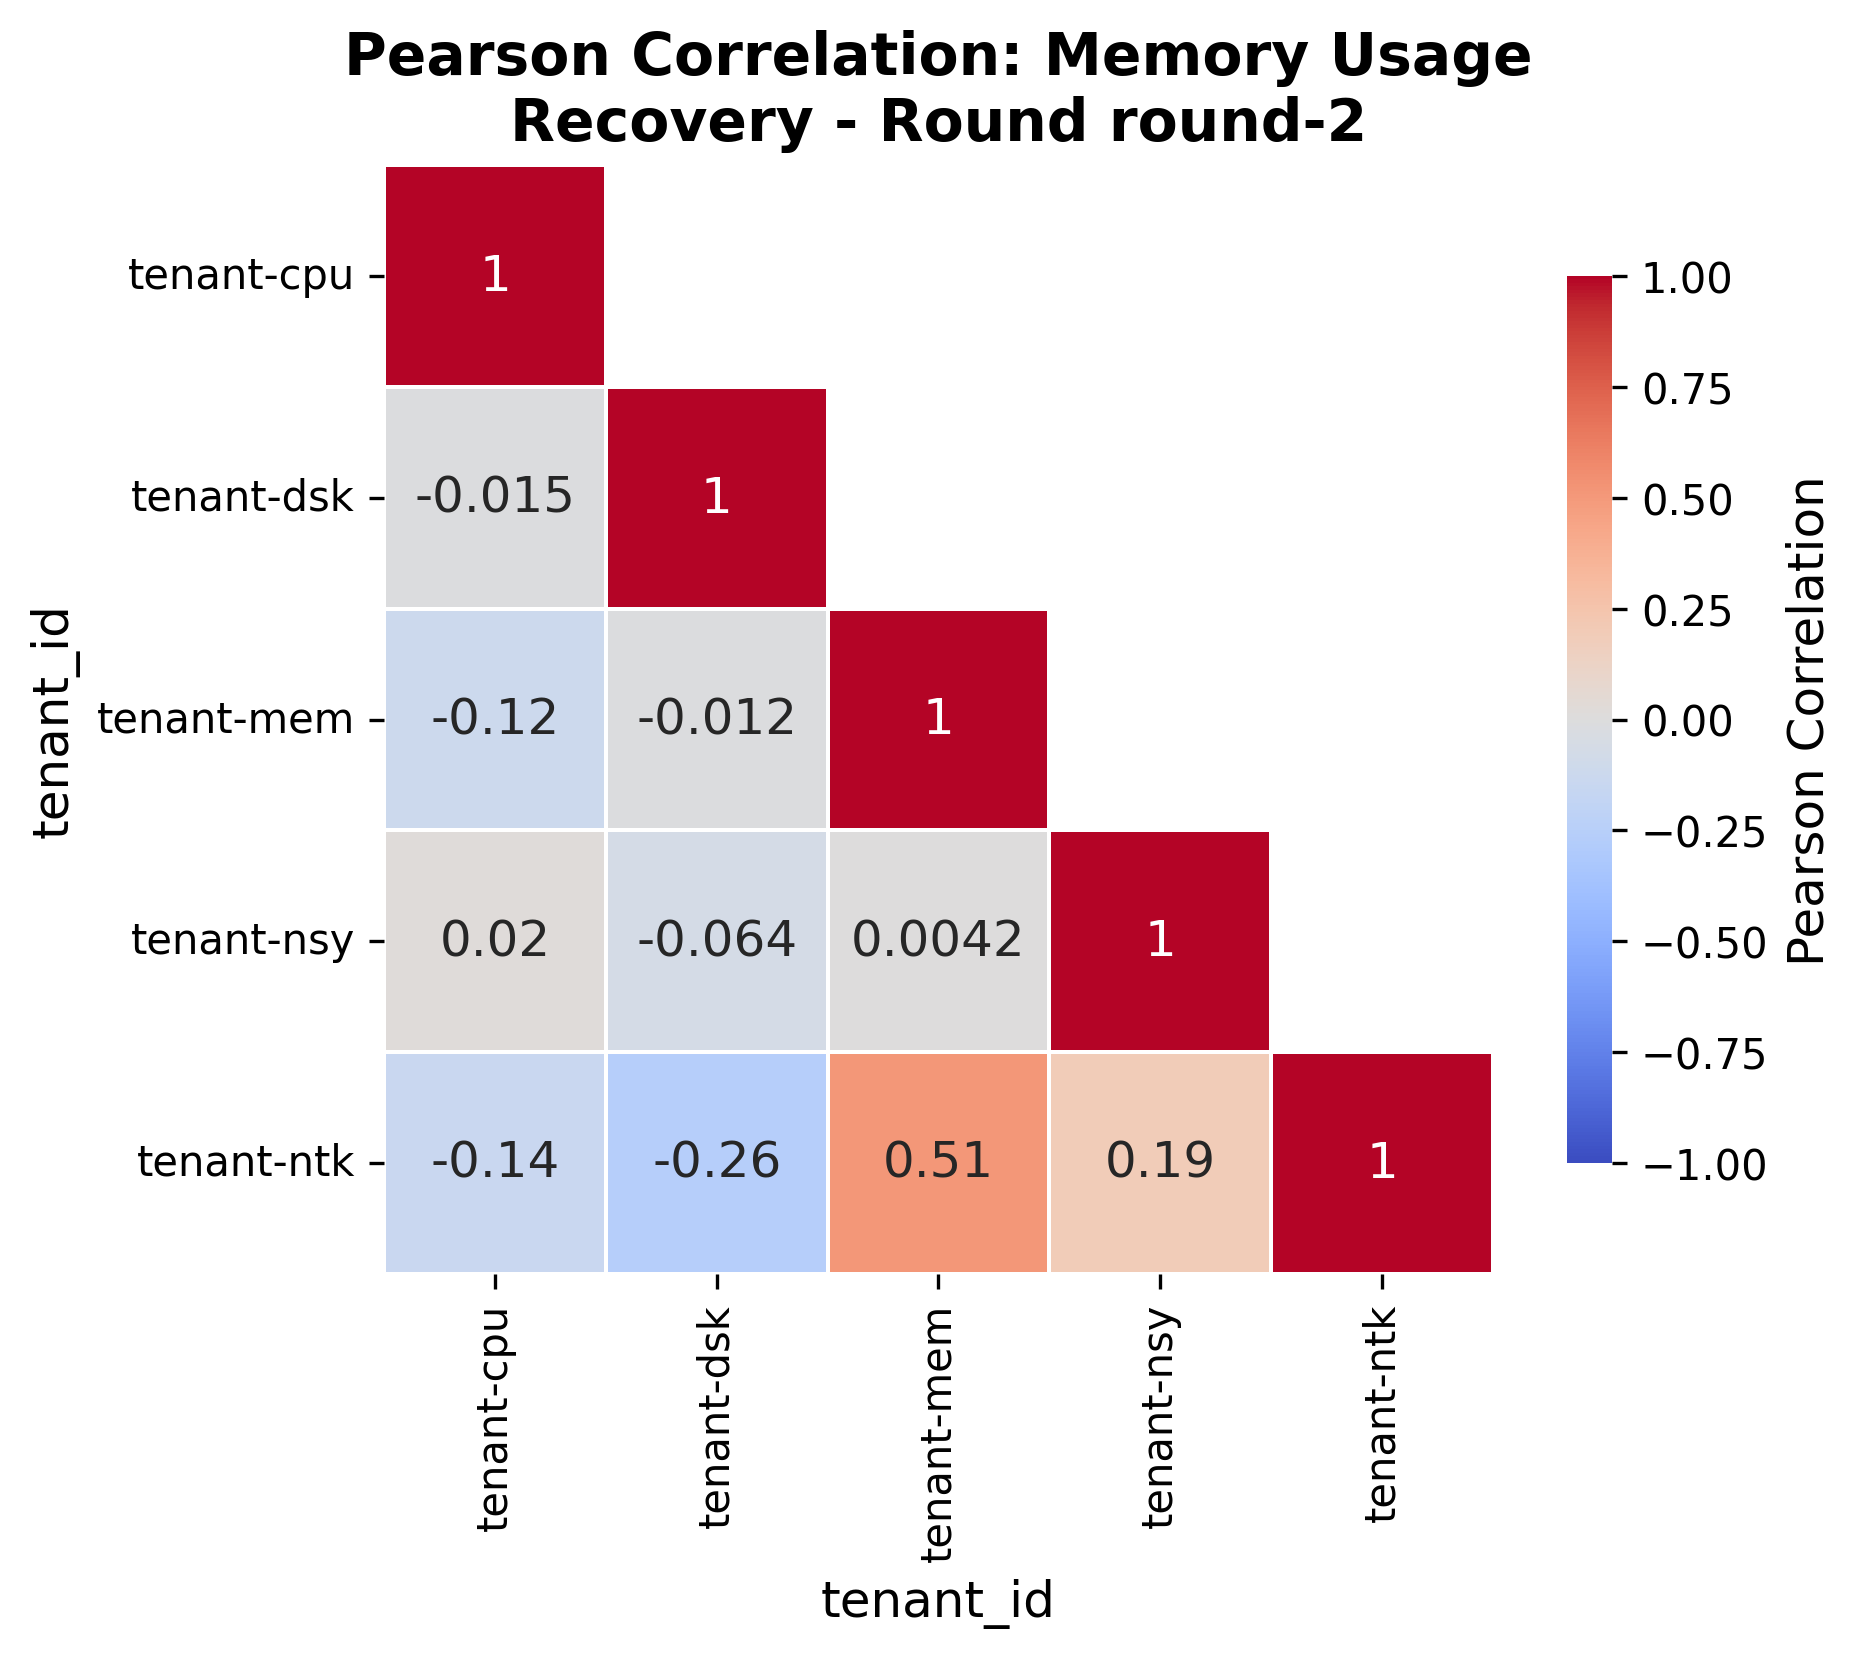 Pearson Correlation: Memory Usage
Recovery - Round round-2
tenant_id
tenant-cpu
1
tenant-dsk
-0.015
1
tenant-mem
-0.12
-0.012
1
tenant-nsy
0.02
-0.064
0.0042
1
tenant-ntk
-0.14
-0.26
0.51
0.19
1
tenant-cpu
tenant-dsk
tenant-mem
tenant-nsy
tenant-ntk
tenant_id
1.00
0.75
0.50
0.25
0.00
−0.25
−0.50
−0.75
−1.00
Pearson Correlation